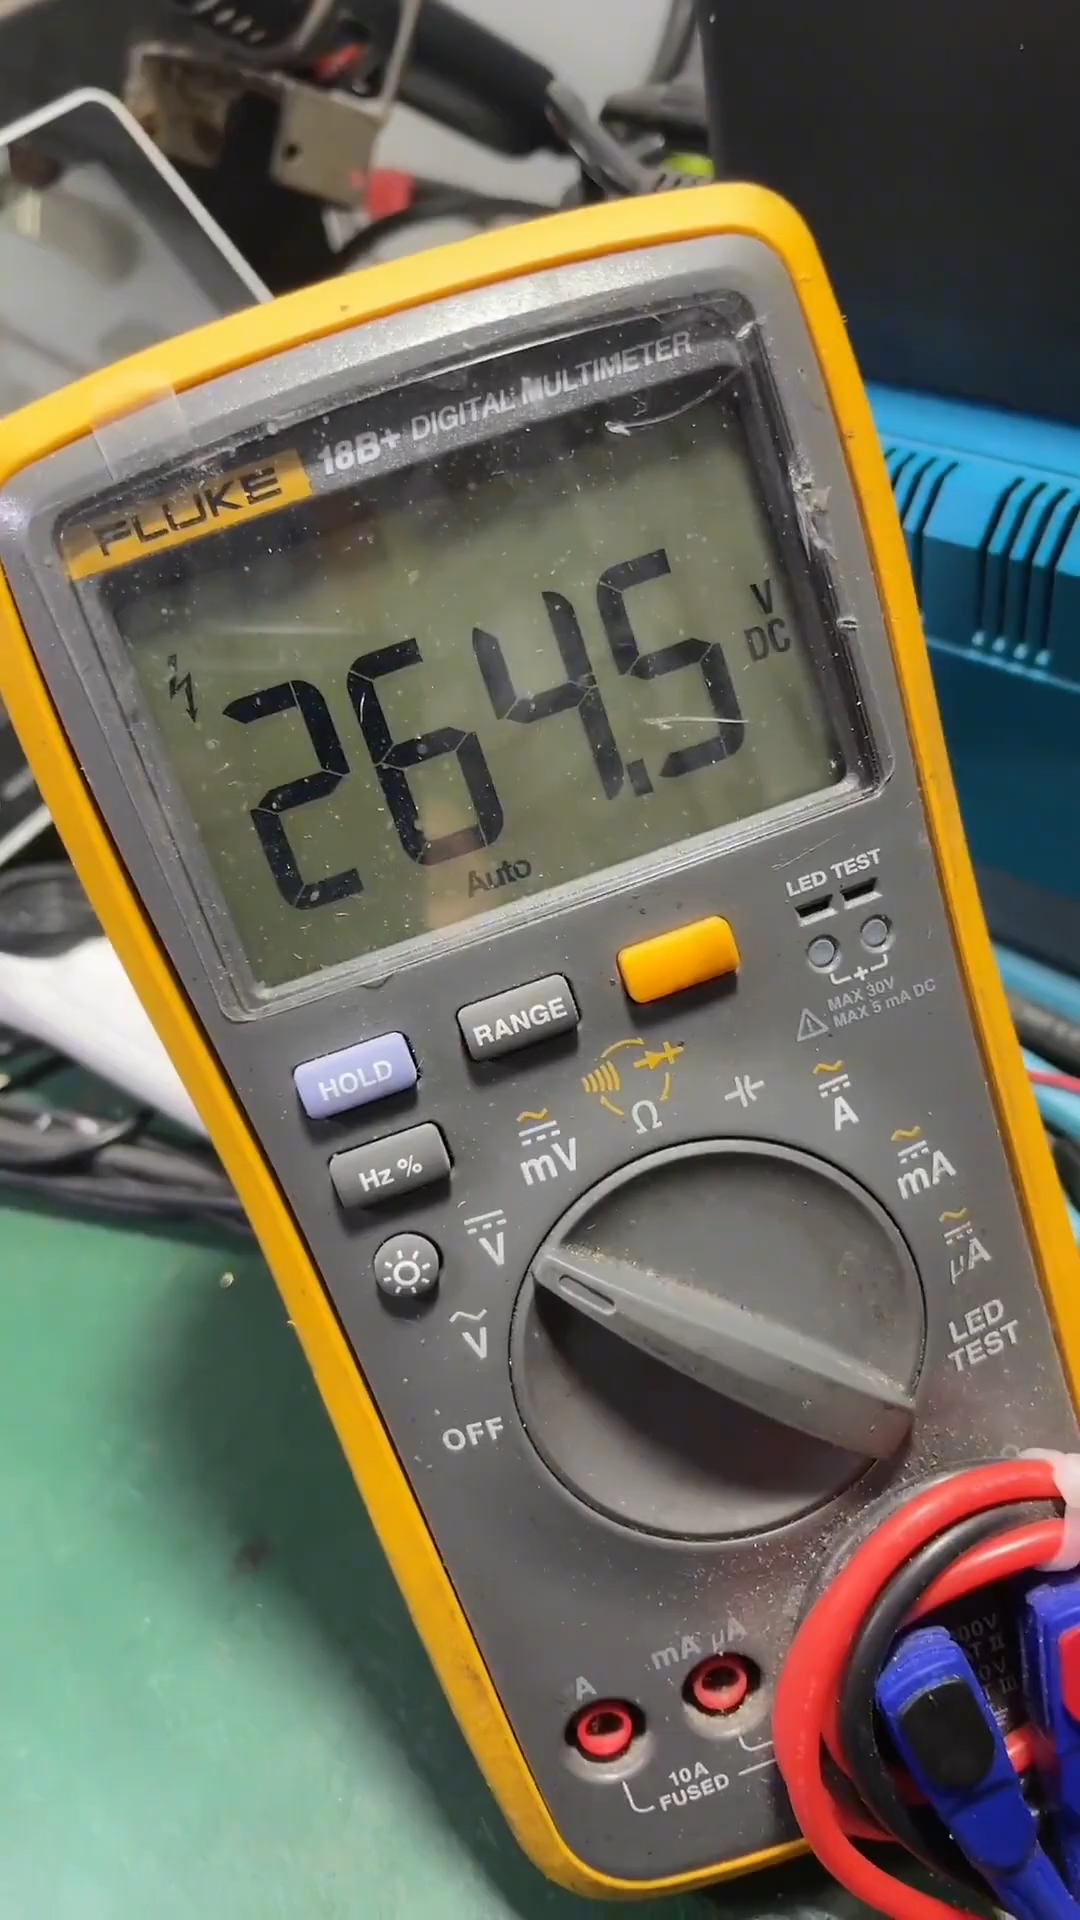 18B+ DIGITAL MULTIMETER
FLUKE
264.5
V
DC
Auto
LED TEST
+
MAX 30V
MAX 5 mA DC
RANGE
HOLD
Hz %
mV
Ω
A
mA
µA
LED
TEST
V
V
OFF
A
mA µA
10A
FUSED